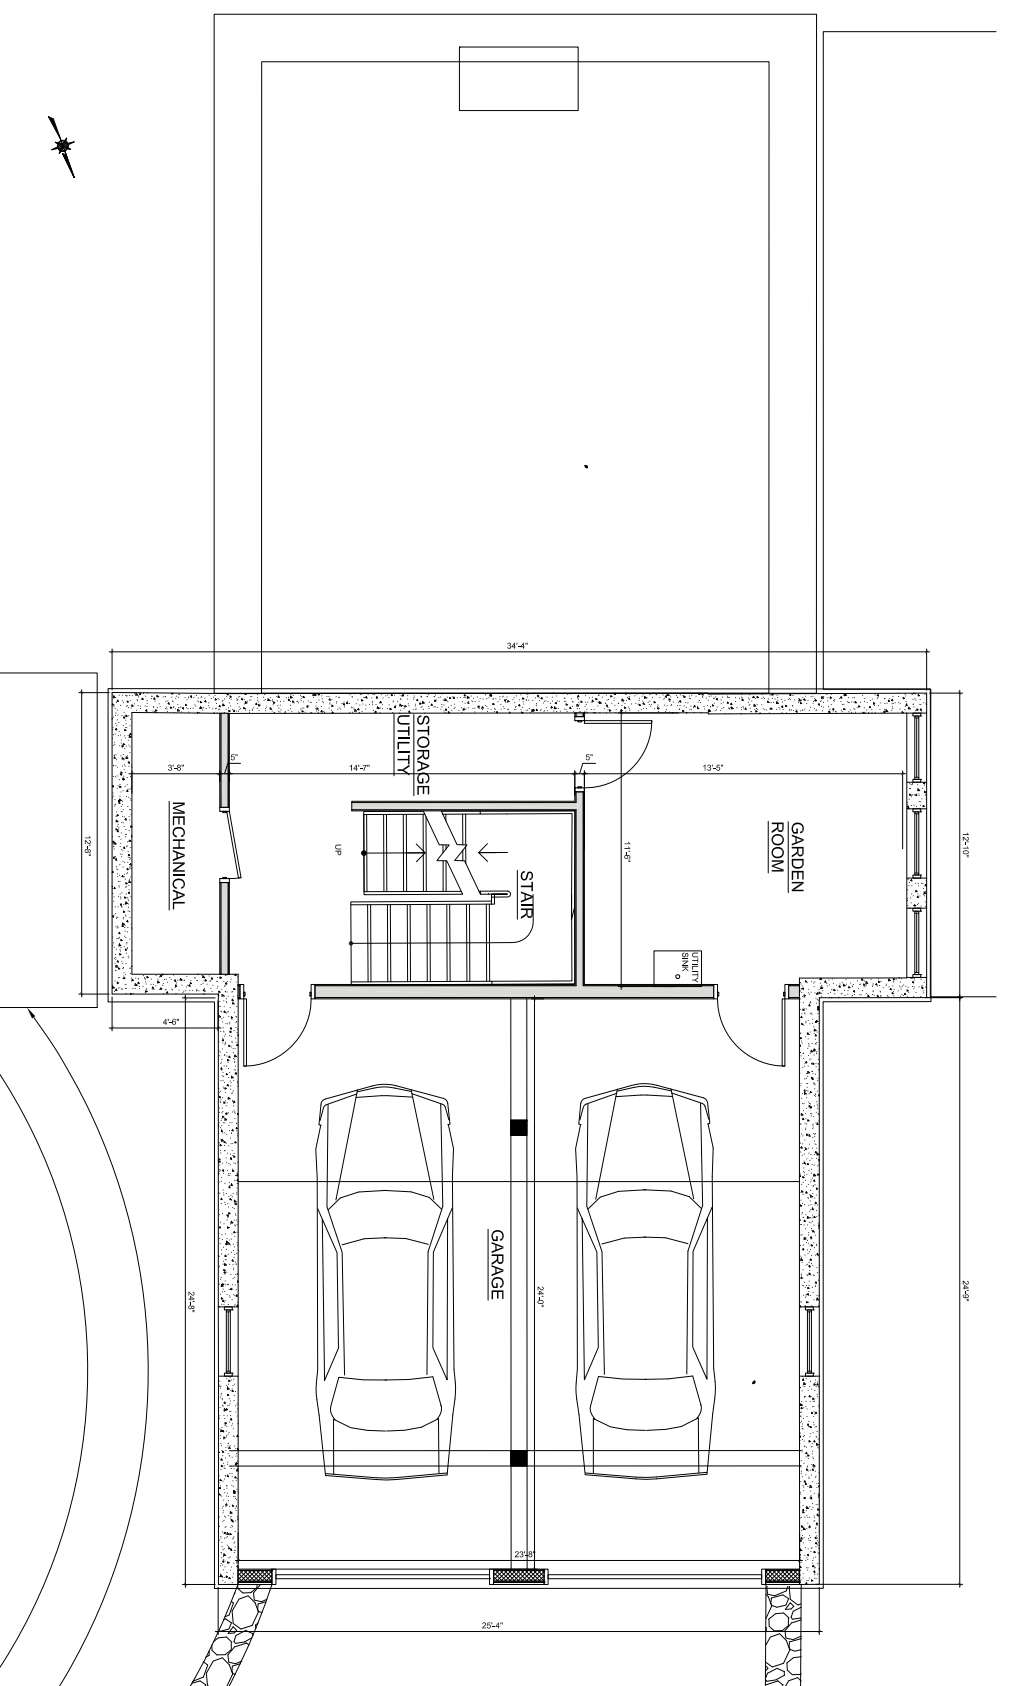 34'-4"
STORAGE
UTILITY
3'-8"
5"
14'-7"
5"
13'-5"
MECHANICAL
UP
STAIR
11'-6"
GARDEN
ROOM
12'-8"
12'-10"
UTILITY
SINK
4'-6"
GARAGE
24'-0"
24'-8"
24'-9"
23'-8"
25'-4"